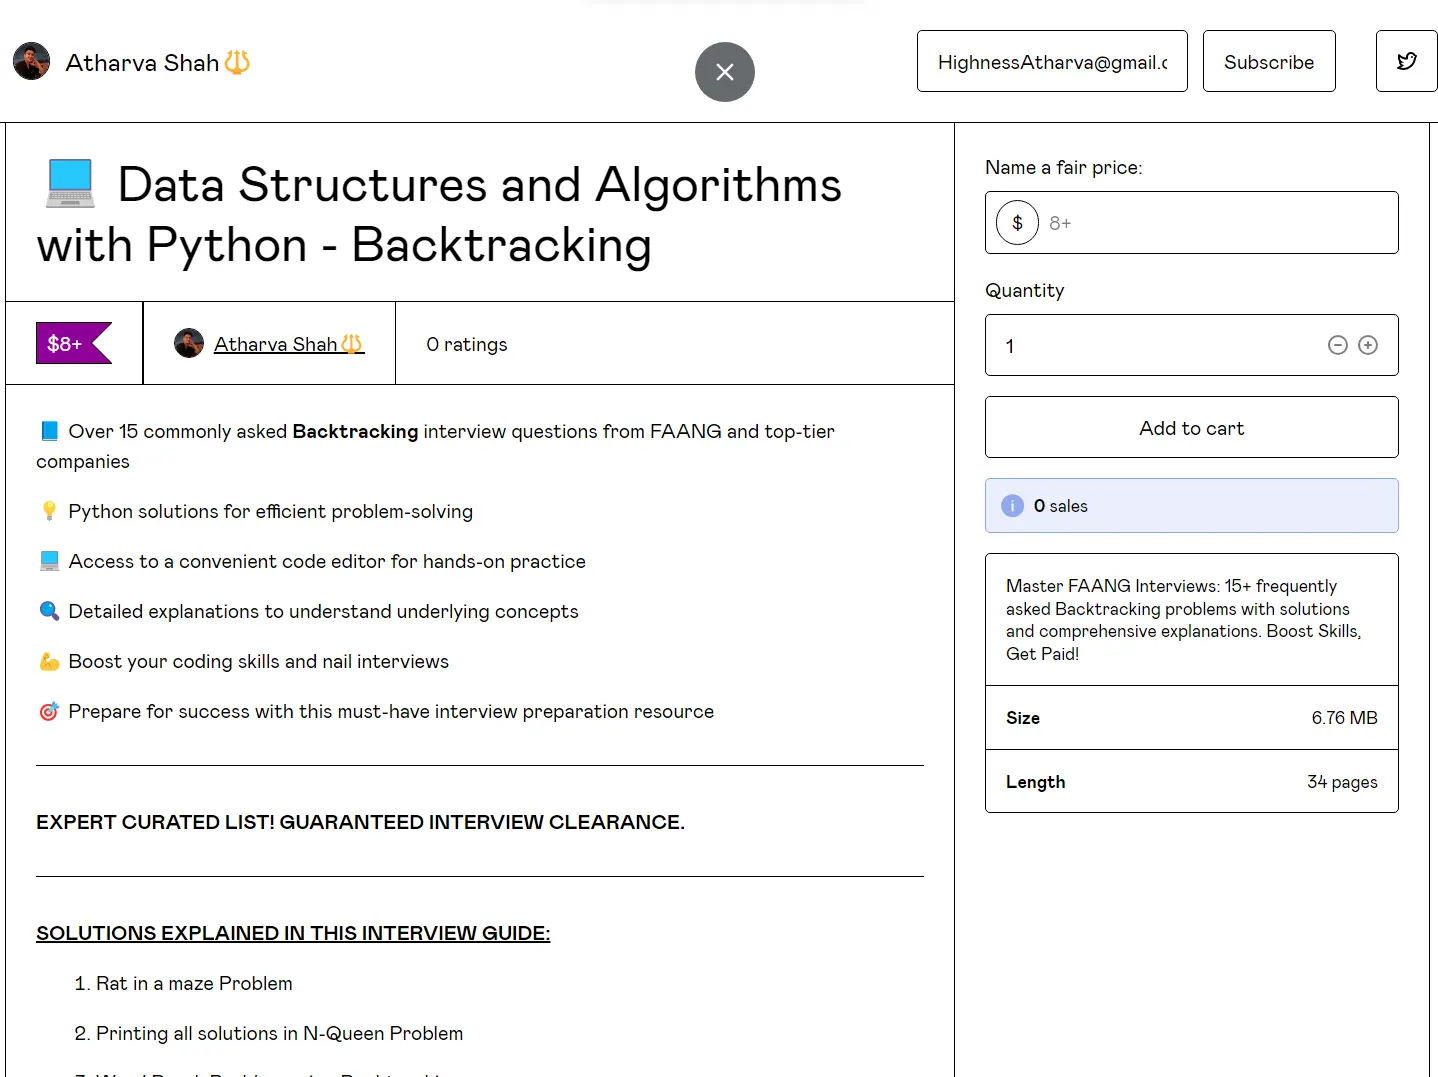 Atharva Shah
HighnessAtharva@gmail.c
Subscribe
Data Structures and Algorithms
with Python - Backtracking
$8+
Atharva Shah
0 ratings
Over 15 commonly asked Backtracking interview questions from FAANG and top-tier
companies
Python solutions for efficient problem-solving
Access to a convenient code editor for hands-on practice
Detailed explanations to understand underlying concepts
Boost your coding skills and nail interviews
Prepare for success with this must-have interview preparation resource
EXPERT CURATED LIST! GUARANTEED INTERVIEW CLEARANCE.
SOLUTIONS EXPLAINED IN THIS INTERVIEW GUIDE:
1. Rat in a maze Problem
2. Printing all solutions in N-Queen Problem
Name a fair price:
$ 8+
Quantity
1
Add to cart
0 sales
Master FAANG Interviews: 15+ frequently
asked Backtracking problems with solutions
and comprehensive explanations. Boost Skills,
Get Paid!
Size 6.76 MB
Length 34 pages